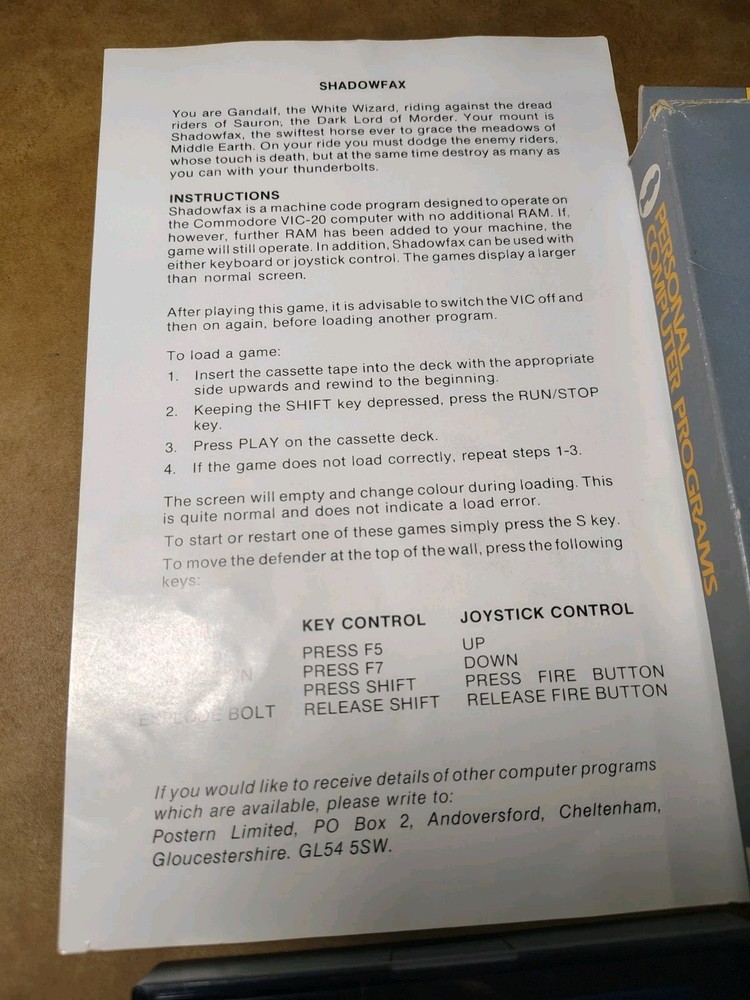 SHADOWFAX
You are Gandalf, the White Wizard, riding against the dread
riders of Sauron, the Dark Lord of Morder. Your mount is
Shadowfax, the swiftest horse ever to grace the meadows of
Middle Earth. On your ride you must dodge the enemy riders,
whose touch is death, but at the same time destroy as many as
you can with your thunderbolts.
INSTRUCTIONS
Shadowfax is a machine code program designed to operate on
the Commodore VIC-20 computer with no additional RAM. If,
however, further RAM has been added to your machine, the
game will still operate. In addition, Shadowfax can be used with
either keyboard or joystick control. The games display a larger
than normal screen.
After playing this game, it is advisable to switch the VIC off and
then on again, before loading another program.
To load a game:
1. Insert the cassette tape into the deck with the appropriate
side upwards and rewind to the beginning.
2. Keeping the SHIFT key depressed, press the RUN/STOP
key.
3. Press PLAY on the cassette deck.
4. If the game does not load correctly, repeat steps 1-3.
The screen will empty and change colour during loading. This
is quite normal and does not indicate a load error.
To start or restart one of these games simply press the S key.
To move the defender at the top of the wall, press the following
keys:
KEY CONTROL JOYSTICK CONTROL
PRESS F5 UP
PRESS F7 DOWN
PRESS SHIFT PRESS FIRE BUTTON
EXPLODE BOLT RELEASE SHIFT RELEASE FIRE BUTTON
If you would like to receive details of other computer programs
which are available, please write to:
Postern Limited, PO Box 2, Andoversford, Cheltenham,
Gloucestershire. GL54 5SW.
PERSONAL
COMPUTER PROGRAMS